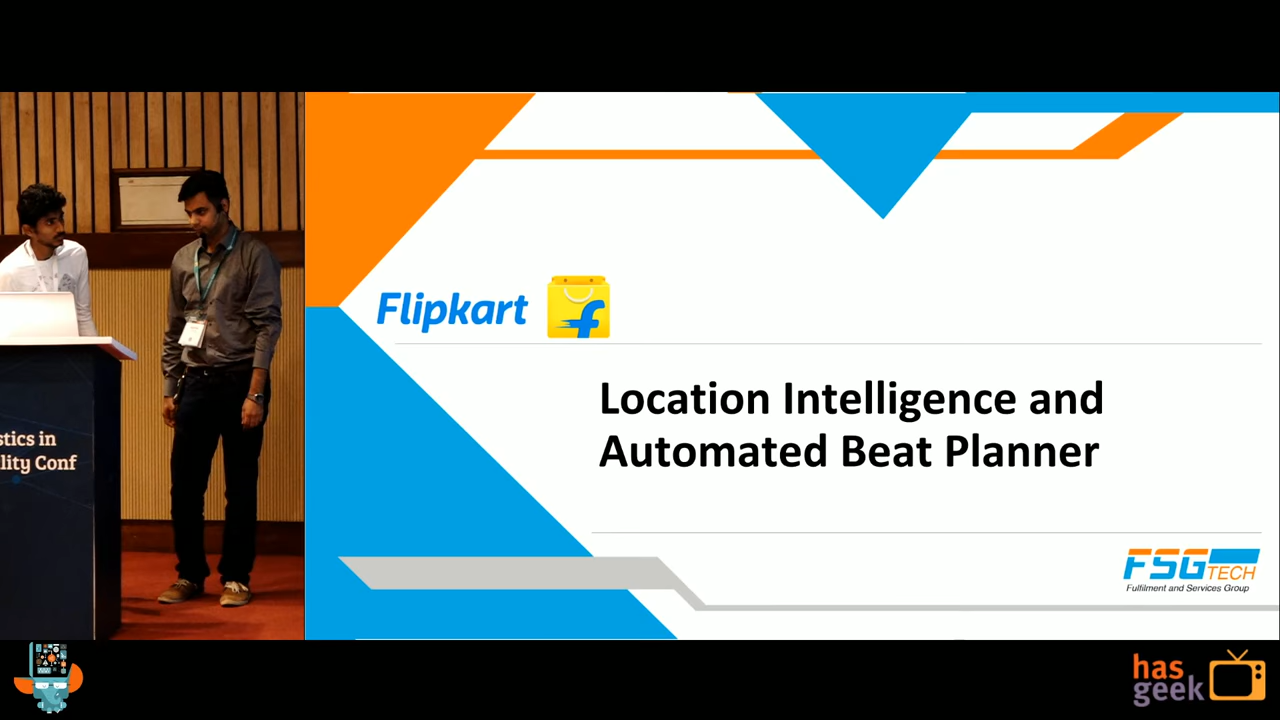 Flipkart
f
Location Intelligence and
Automated Beat Planner
FSG
TECH
Fulfilment and Services Group
stics in
lity Conf
has
geek